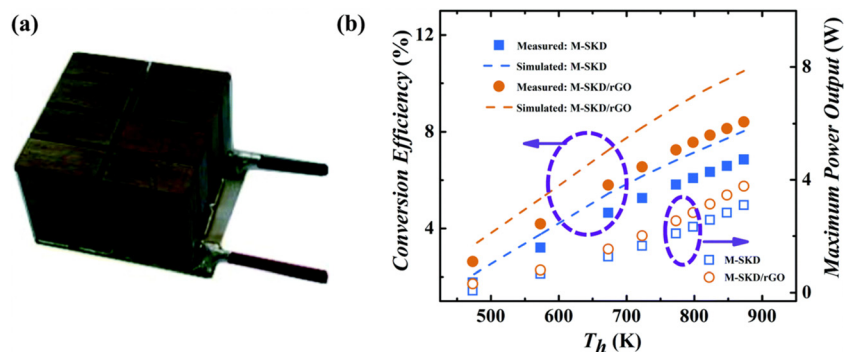 (a)
(b)
Conversion Efficiency (%)
12
8
4
Measured: M-SKD
Simulated: M-SKD
Measured: M-SKD/rGO
Simulated: M-SKD/rGO
M-SKD
M-SKD/rGO
8
4
0
Maximum Power Output (W)
500
600
700
800
900
T_h (K)